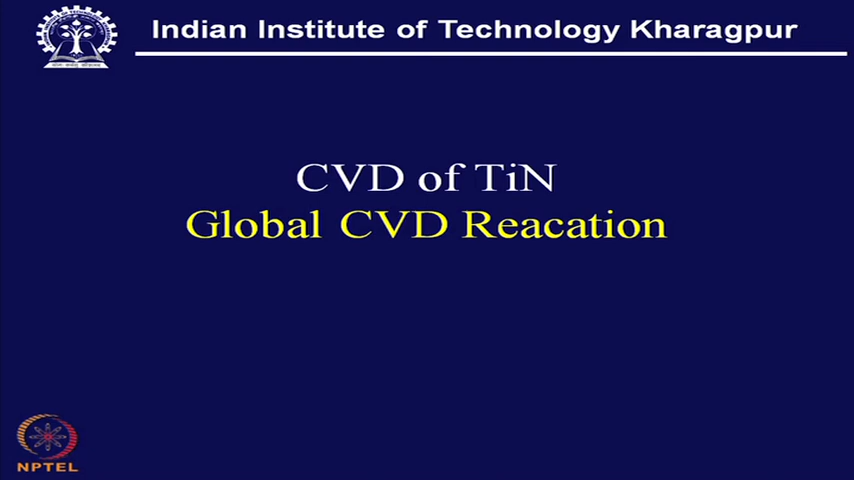 Indian Institute of Technology Kharagpur
CVD of TiN
Global CVD Reacation
NPTEL